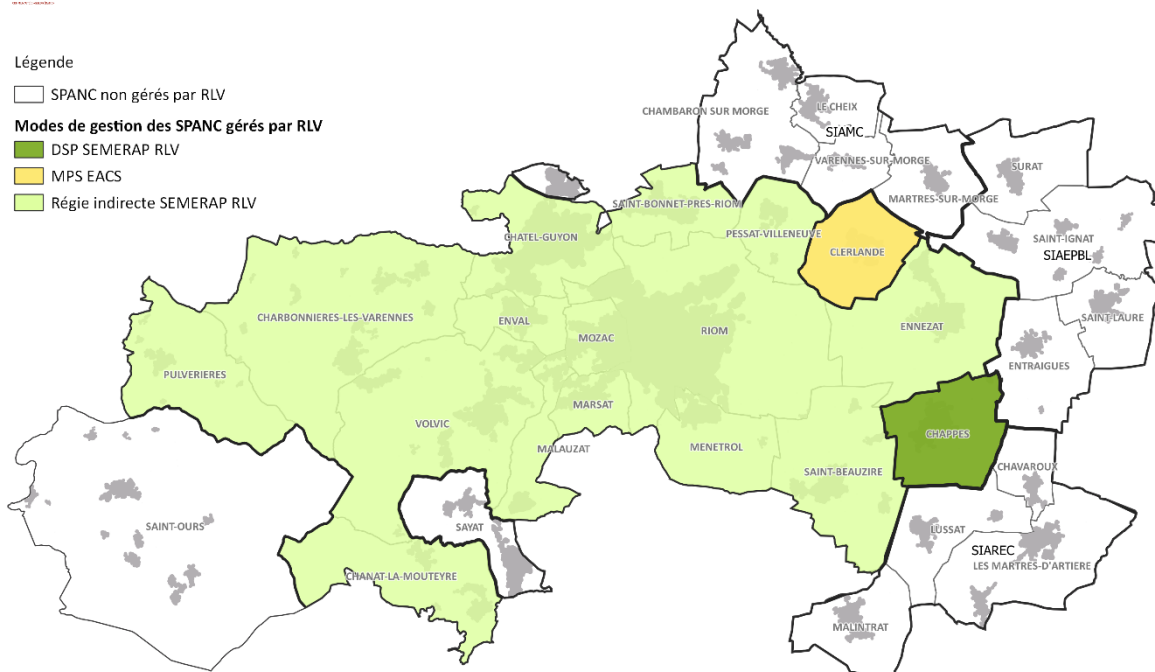 Légende
SPANC non gérés par RLV
Modes de gestion des SPANC gérés par RLV
DSP SEMERAP RLV
MPS EACS
Régie indirecte SEMERAP RLV
CHAMBARON SUR MORGE
LE CHEIX
SIAMC
VARENNES-SUR-MORGE
MARTRES-SUR-MORGE
SURAT
SAINT-BONNET-PRES-RIOM
PESSAT-VILLENEUVE
CHATEL-GUYON
CLERLANDE
SAINT-IGNAT
SIAEPBL
SAINT-LAURE
CHARBONNIERES-LES-VARENNES
ENVAL
MOZAC
RIOM
ENNEZAT
ENTRAIGUES
PULVERIERES
MARSAT
VOLVIC
MALAUZAT
MENETROL
CHAPPES
SAINT-BEAUZIRE
CHAVAROUX
SAINT-OURS
SAYAT
LUSSAT
SIAREC
LES MARTRES-D'ARTIERE
CHANAT-LA-MOUTEYRE
MALINTRAT